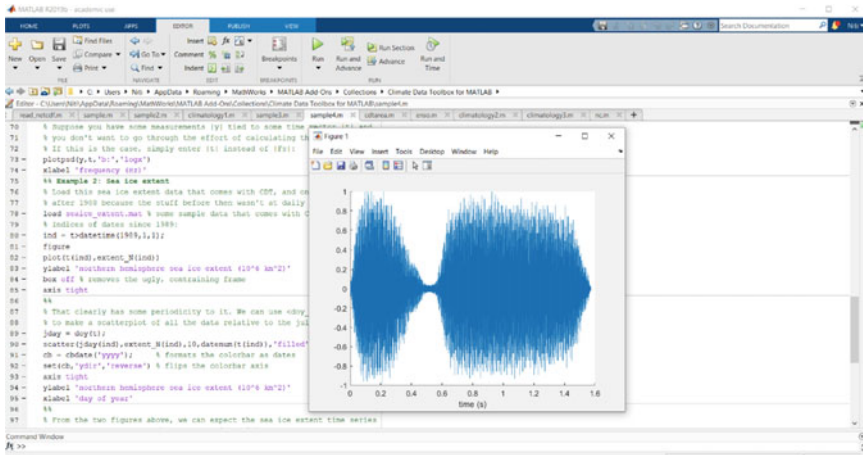 MATLAB R2019b - academic use
HOME PLOTS APPS EDITOR PUBLISH VIEW
Search Documentation
New Open Save Find Files Compare Print Go To Find Insert Comment Indent Breakpoints Run Run and Advance Run Section Advance Run and Time
FILE NAVIGATE EDIT BREAKPOINTS RUN
C: Users Niti AppData Roaming MathWorks MATLAB Add-Ons Collections Climate Data Toolbox for MATLAB
Editor - C:\Users\Niti\AppData\Roaming\MathWorks\MATLAB Add-Ons\Collections\Climate Data Toolbox for MATLAB\sample4.m
read_netcdf.m sample.m sample2.m climatology1.m sample3.m sample4.m cdtarea.m enso.m climatology2.m climatology3.m nc.m +
70 % Suppose you have some measurements (y) tied to some time vector (t) and
71 % you don't want to go through the effort of calculating th
72 % If this is the case, simply enter (t) instead of (Fs):
73 plotpsd(y,t,'b:','logx')
74 xlabel 'frequency (hz)'
75 %% Example 2: Sea ice extent
76 % Load this sea ice extent data that comes with CDT, and on
77 % after 1989 because the stuff before then wasn't at daily
78 load seaice_extent.mat % some sample data that comes with C
79 % Indices of dates since 1989:
80 ind = t>datetime(1989,1,1);
81 figure
82 plot(t(ind),extent_N(ind))
83 ylabel 'northern hemisphere sea ice extent (10^6 km^2)'
84 box off % removes the ugly, contraining frame
85 axis tight
86 %%
87 % That clearly has some periodicity to it. We can use <doy_
88 % to make a scatterplot of all the data relative to the jul
89 jday = doy(t);
90 scatter(jday(ind),extent_N(ind),10,datenum(t(ind)),'filled'
91 cb = cbdate('yyyy'); % formats the colorbar as dates
92 set(cb,'ydir','reverse') % flips the colorbar axis
93 axis tight
94 ylabel 'northern hemisphere sea ice extent (10^6 km^2)'
95 xlabel 'day of year'
96 %%
97 % From the two figures above, we can expect the sea ice extent time series
Figure 1
File Edit View Insert Tools Desktop Window Help
1
0.8
0.6
0.4
0.2
0
-0.2
-0.4
-0.6
-0.8
-1
0 0.2 0.4 0.6 0.8 1 1.2 1.4 1.6
time (s)
Command Window
fx >>